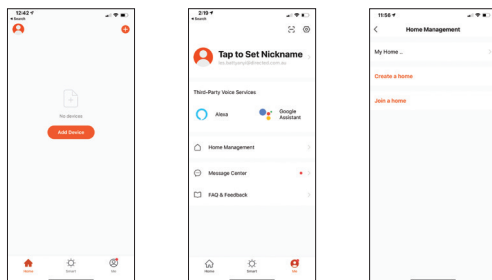 12:42
Search
No devices
Add Device
Home
Smart
Me
2:19
Search
Tap to Set Nickname
Third-Party Voice Services
Alexa
Google
Assistant
Home Management
Message Center
FAQ & Feedback
Home
Smart
Me
11:56
Home Management
My Home ..
Create a home
Join a home